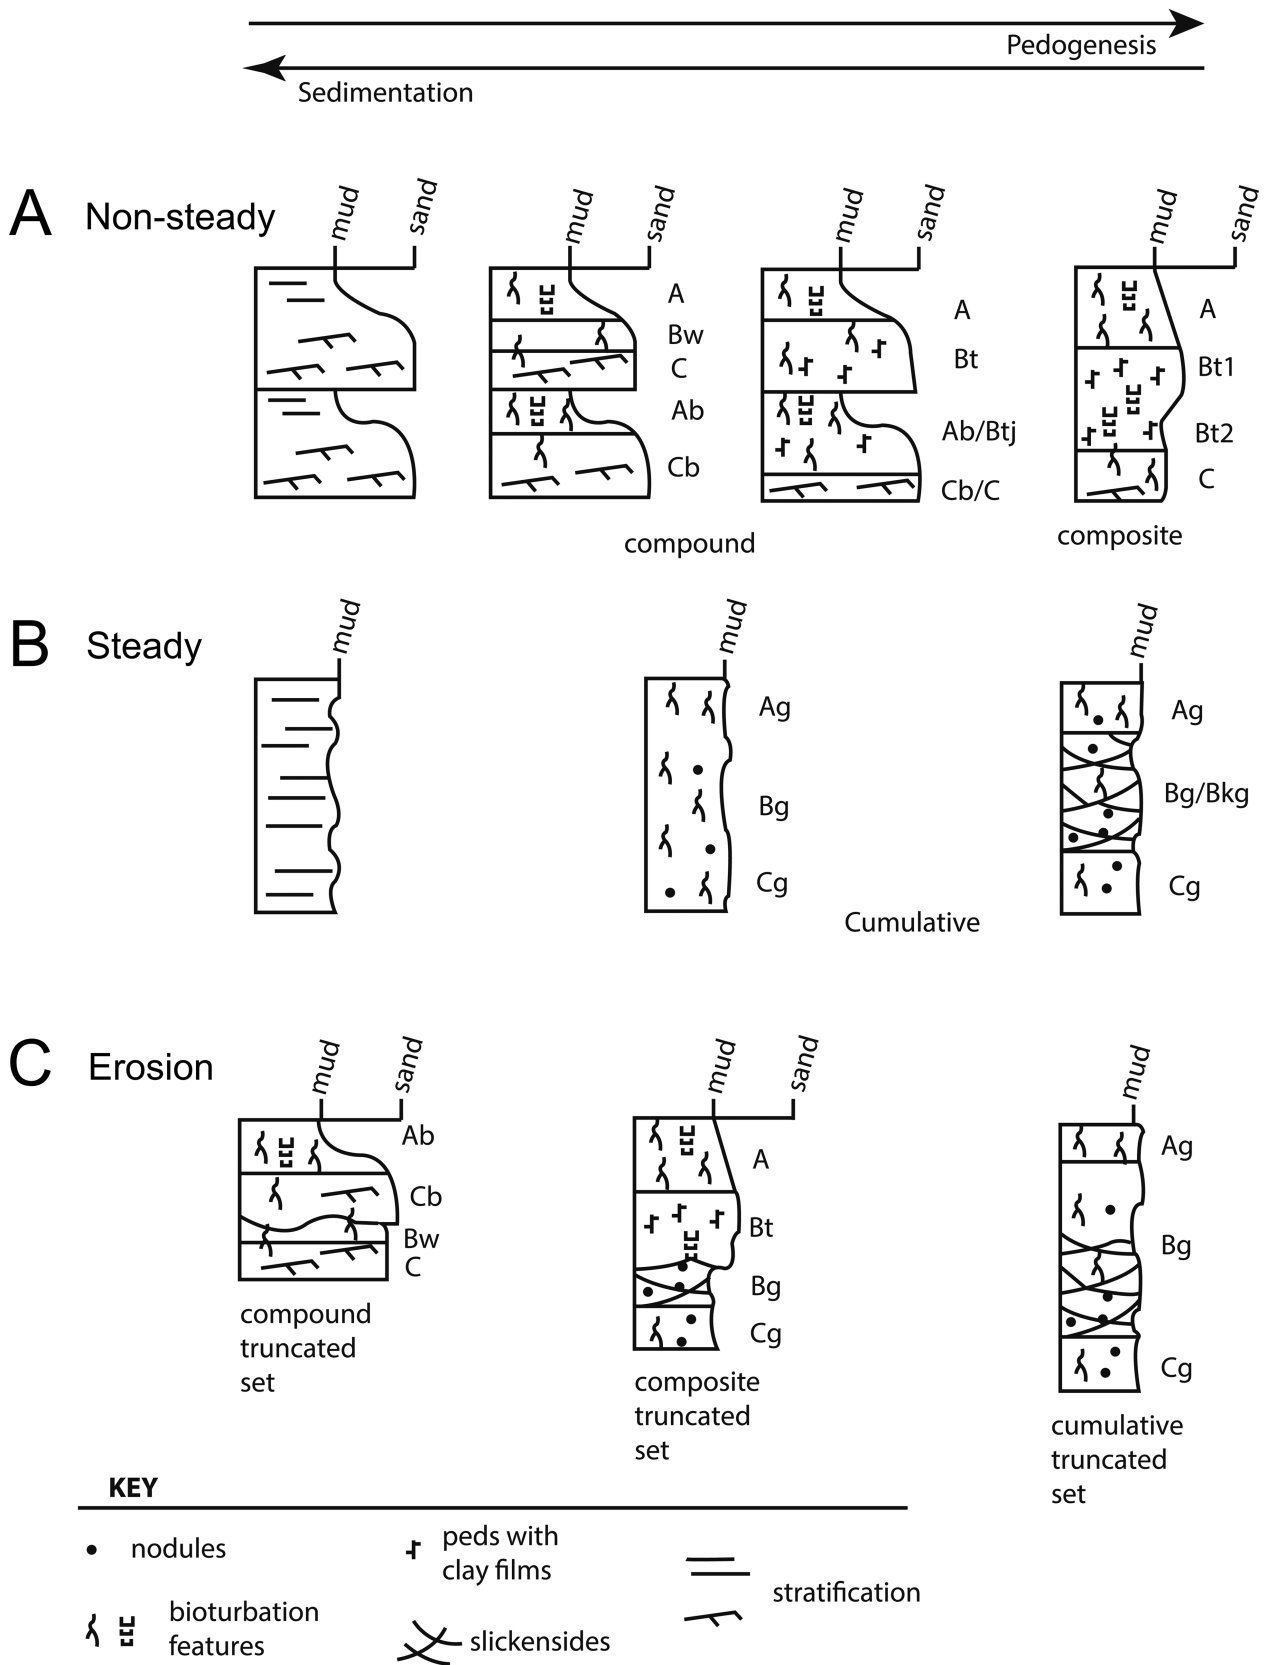 Pedogenesis
Sedimentation
A Non-steady
mud sand mud sand mud sand mud sand
A
Bw
C
Ab
Cb
A
Bt
Ab/Btj
Cb/C
A
Bt1
Bt2
C
compound
composite
B Steady
mud mud mud
Ag
Bg
Cg
Ag
Bg/Bkg
Cg
Cumulative
C Erosion
mud sand mud sand mud
Ab
Cb
Bw
C
compound
truncated
set
A
Bt
Bg
Cg
composite
truncated
set
Ag
Bg
Cg
cumulative
truncated
set
KEY
nodules
peds with
clay films
stratification
bioturbation
features
slickensides